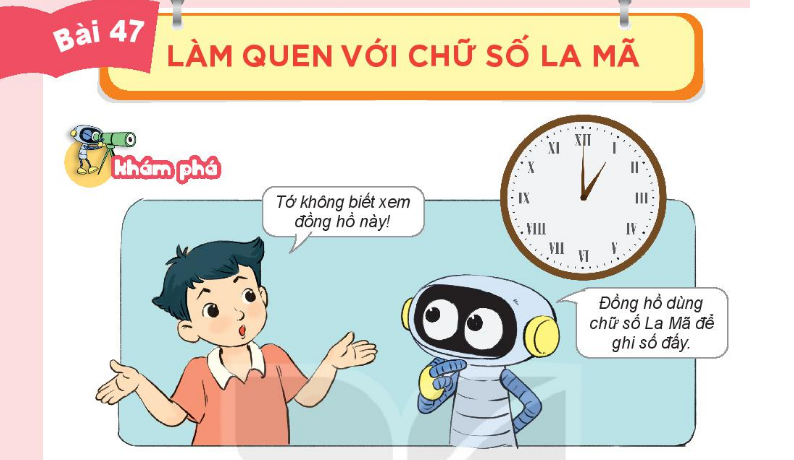 Bài 47
LÀM QUEN VỚI CHỮ SỐ LA MÃ
khám phá
Tớ không biết xem
đồng hồ này!
XII
I
II
III
IV
V
VI
VII
VIII
IX
X
XI
Đồng hồ dùng
chữ số La Mã để
ghi số đấy.